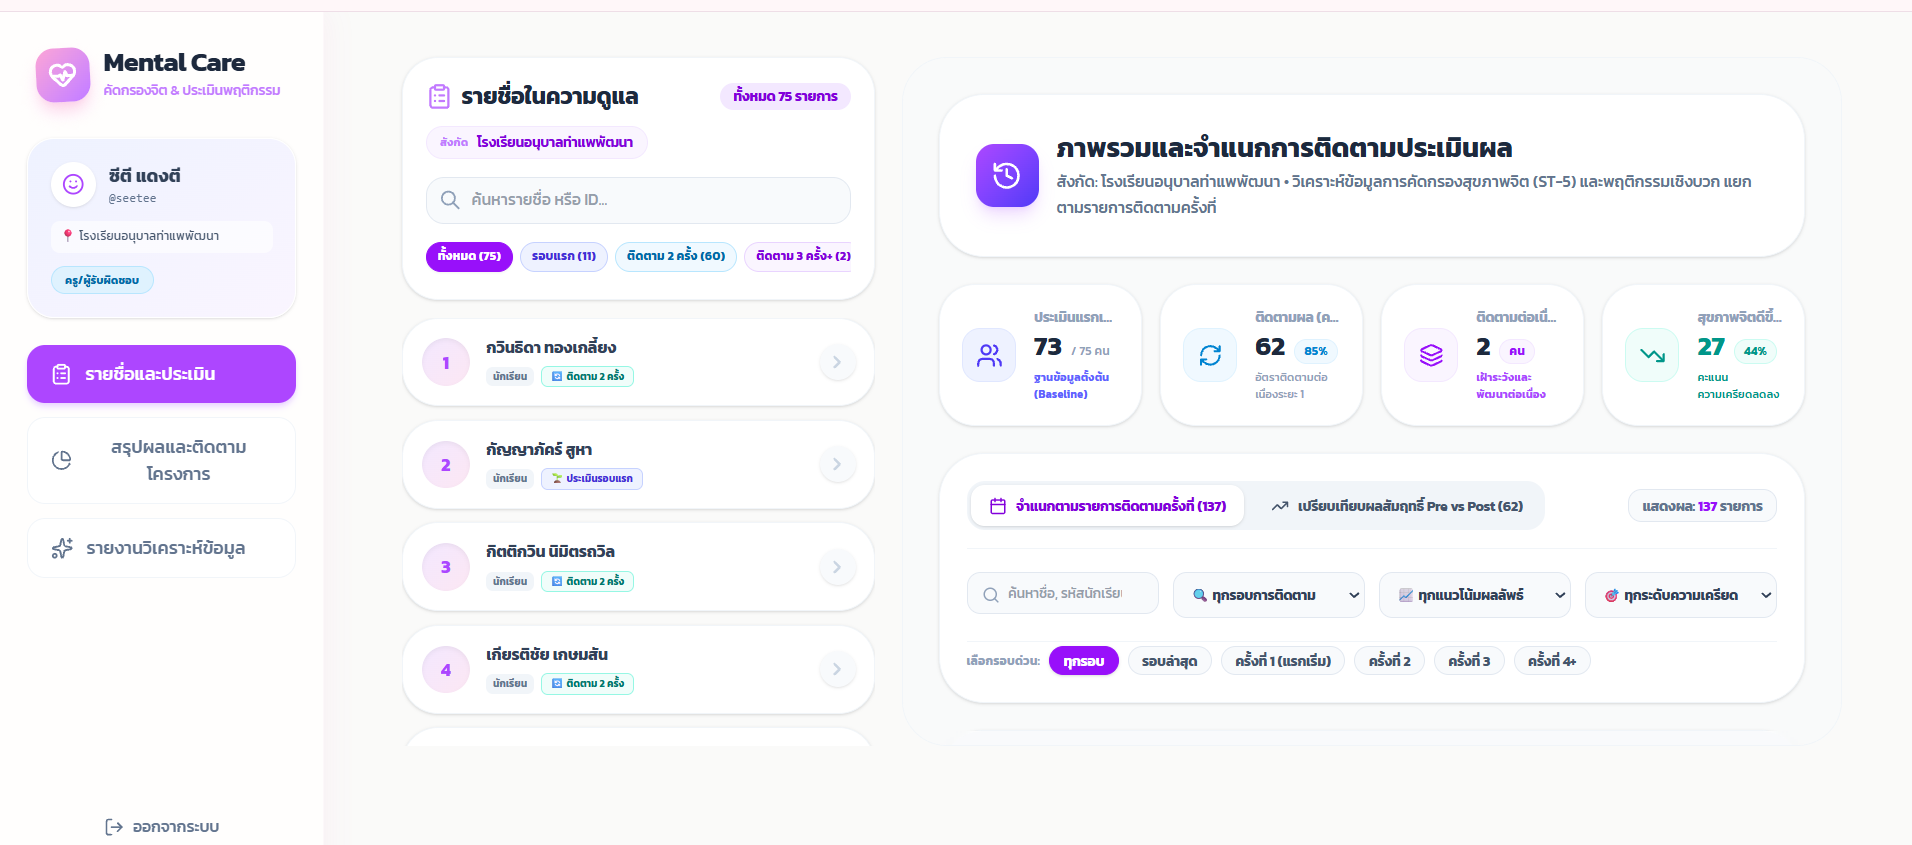 Mental Care
คัดกรองจิต & ประเมินพฤติกรรม
ซีตี แดงตี
@seetee
📍 โรงเรียนอนุบาลท่าแพพัฒนา
ครู/ผู้รับผิดชอบ
รายชื่อและประเมิน
สรุปผลและติดตาม
โครงการ
รายงานวิเคราะห์ข้อมูล
ออกจากระบบ
รายชื่อในความดูแล
ทั้งหมด 75 รายการ
สังกัด โรงเรียนอนุบาลท่าแพพัฒนา
ค้นหารายชื่อ หรือ ID...
ทั้งหมด (75) รอบแรก (11) ติดตาม 2 ครั้ง (60) ติดตาม 3 ครั้ง+ (2)
1
กวินธิดา ทองเกลี้ยง
นักเรียน 🔄 ติดตาม 2 ครั้ง
2
กัญญาภัคร์ สูหา
นักเรียน 🌱 ประเมินรอบแรก
3
กิตติกวิน นิมิตรถวิล
นักเรียน 🔄 ติดตาม 2 ครั้ง
4
เกียรติชัย เกษมสัน
นักเรียน 🔄 ติดตาม 2 ครั้ง
ภาพรวมและจำแนกการติดตามประเมินผล
สังกัด: โรงเรียนอนุบาลท่าแพพัฒนา • วิเคราะห์ข้อมูลการคัดกรองสุขภาพจิต (ST-5) และพฤติกรรมเชิงบวก แยก
ตามรายการติดตามครั้งที่
ประเมินแรกเ...
73 / 75 คน
ฐานข้อมูลตั้งต้น
(Baseline)
ติดตามผล (ค...
62 85%
อัตราติดตามต่อ
เนื่องระยะ 1
ติดตามต่อเนื่...
2 คน
เฝ้าระวังและ
พัฒนาต่อเนื่อง
สุขภาพจิตดีขึ้...
27 44%
คะแนน
ความเครียดลดลง
จำแนกตามรายการติดตามครั้งที่ (137)
เปรียบเทียบผลสัมฤทธิ์ Pre vs Post (62)
แสดงผล: 137 รายการ
ค้นหาชื่อ, รหัสนักเรีย
🔍 ทุกรอบการติดตาม
📈 ทุกแนวโน้มผลลัพธ์
🎯 ทุกระดับความเครียด
เลือกรอบด่วน: ทุกรอบ รอบล่าสุด ครั้งที่ 1 (แรกเริ่ม) ครั้งที่ 2 ครั้งที่ 3 ครั้งที่ 4+